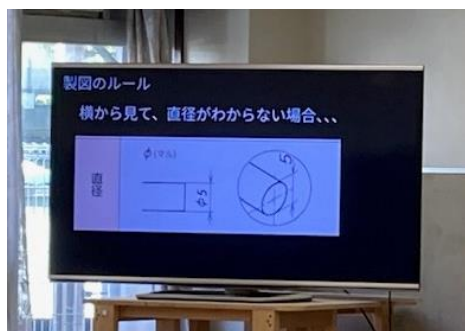 製図のルール
横から見て、直径がわからない場合、、、
直径
φ(マル)
φ5
5